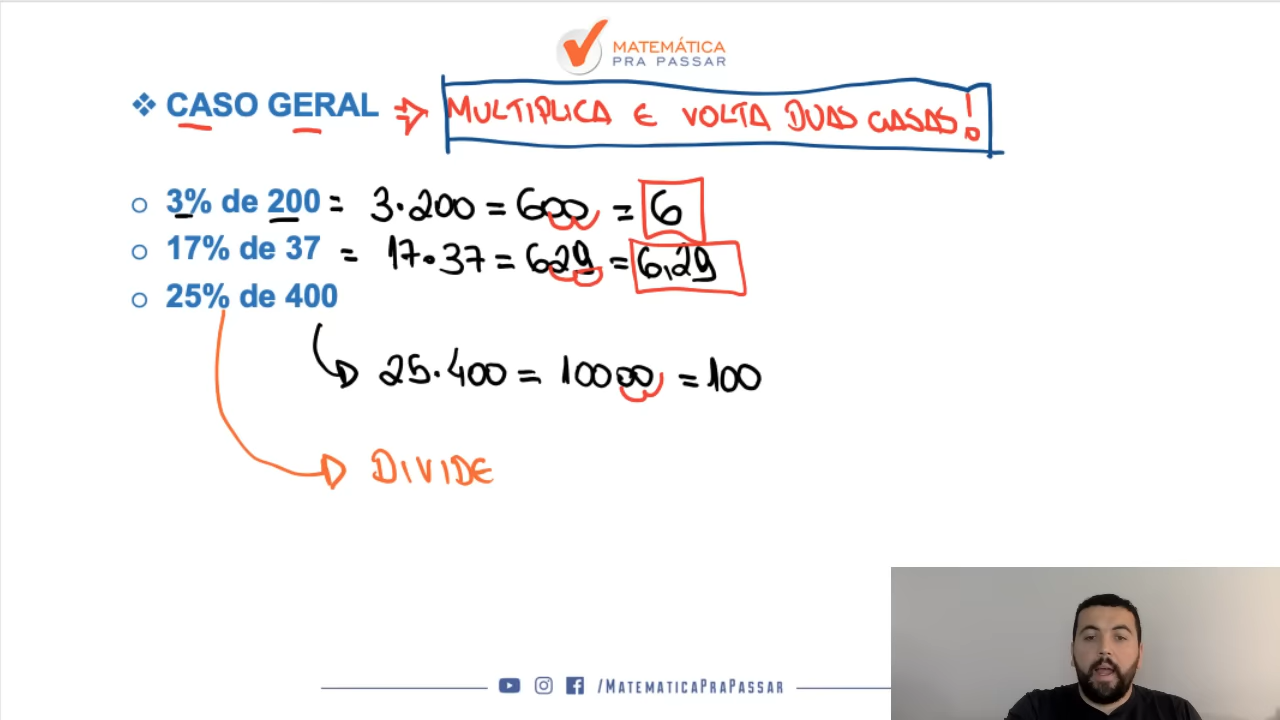 MATEMÁTICA
PRA PASSAR
❖ CASO GERAL ⇒ MULTIPLICA E VOLTA DUAS CASAS!
○ 3% de 200 = 3.200 = 600 = 6
○ 17% de 37 = 17.37 = 629 = 6,29
○ 25% de 400
25.400 = 10000 = 100
DIVIDE
/MATEMATICAPRAPASSAR